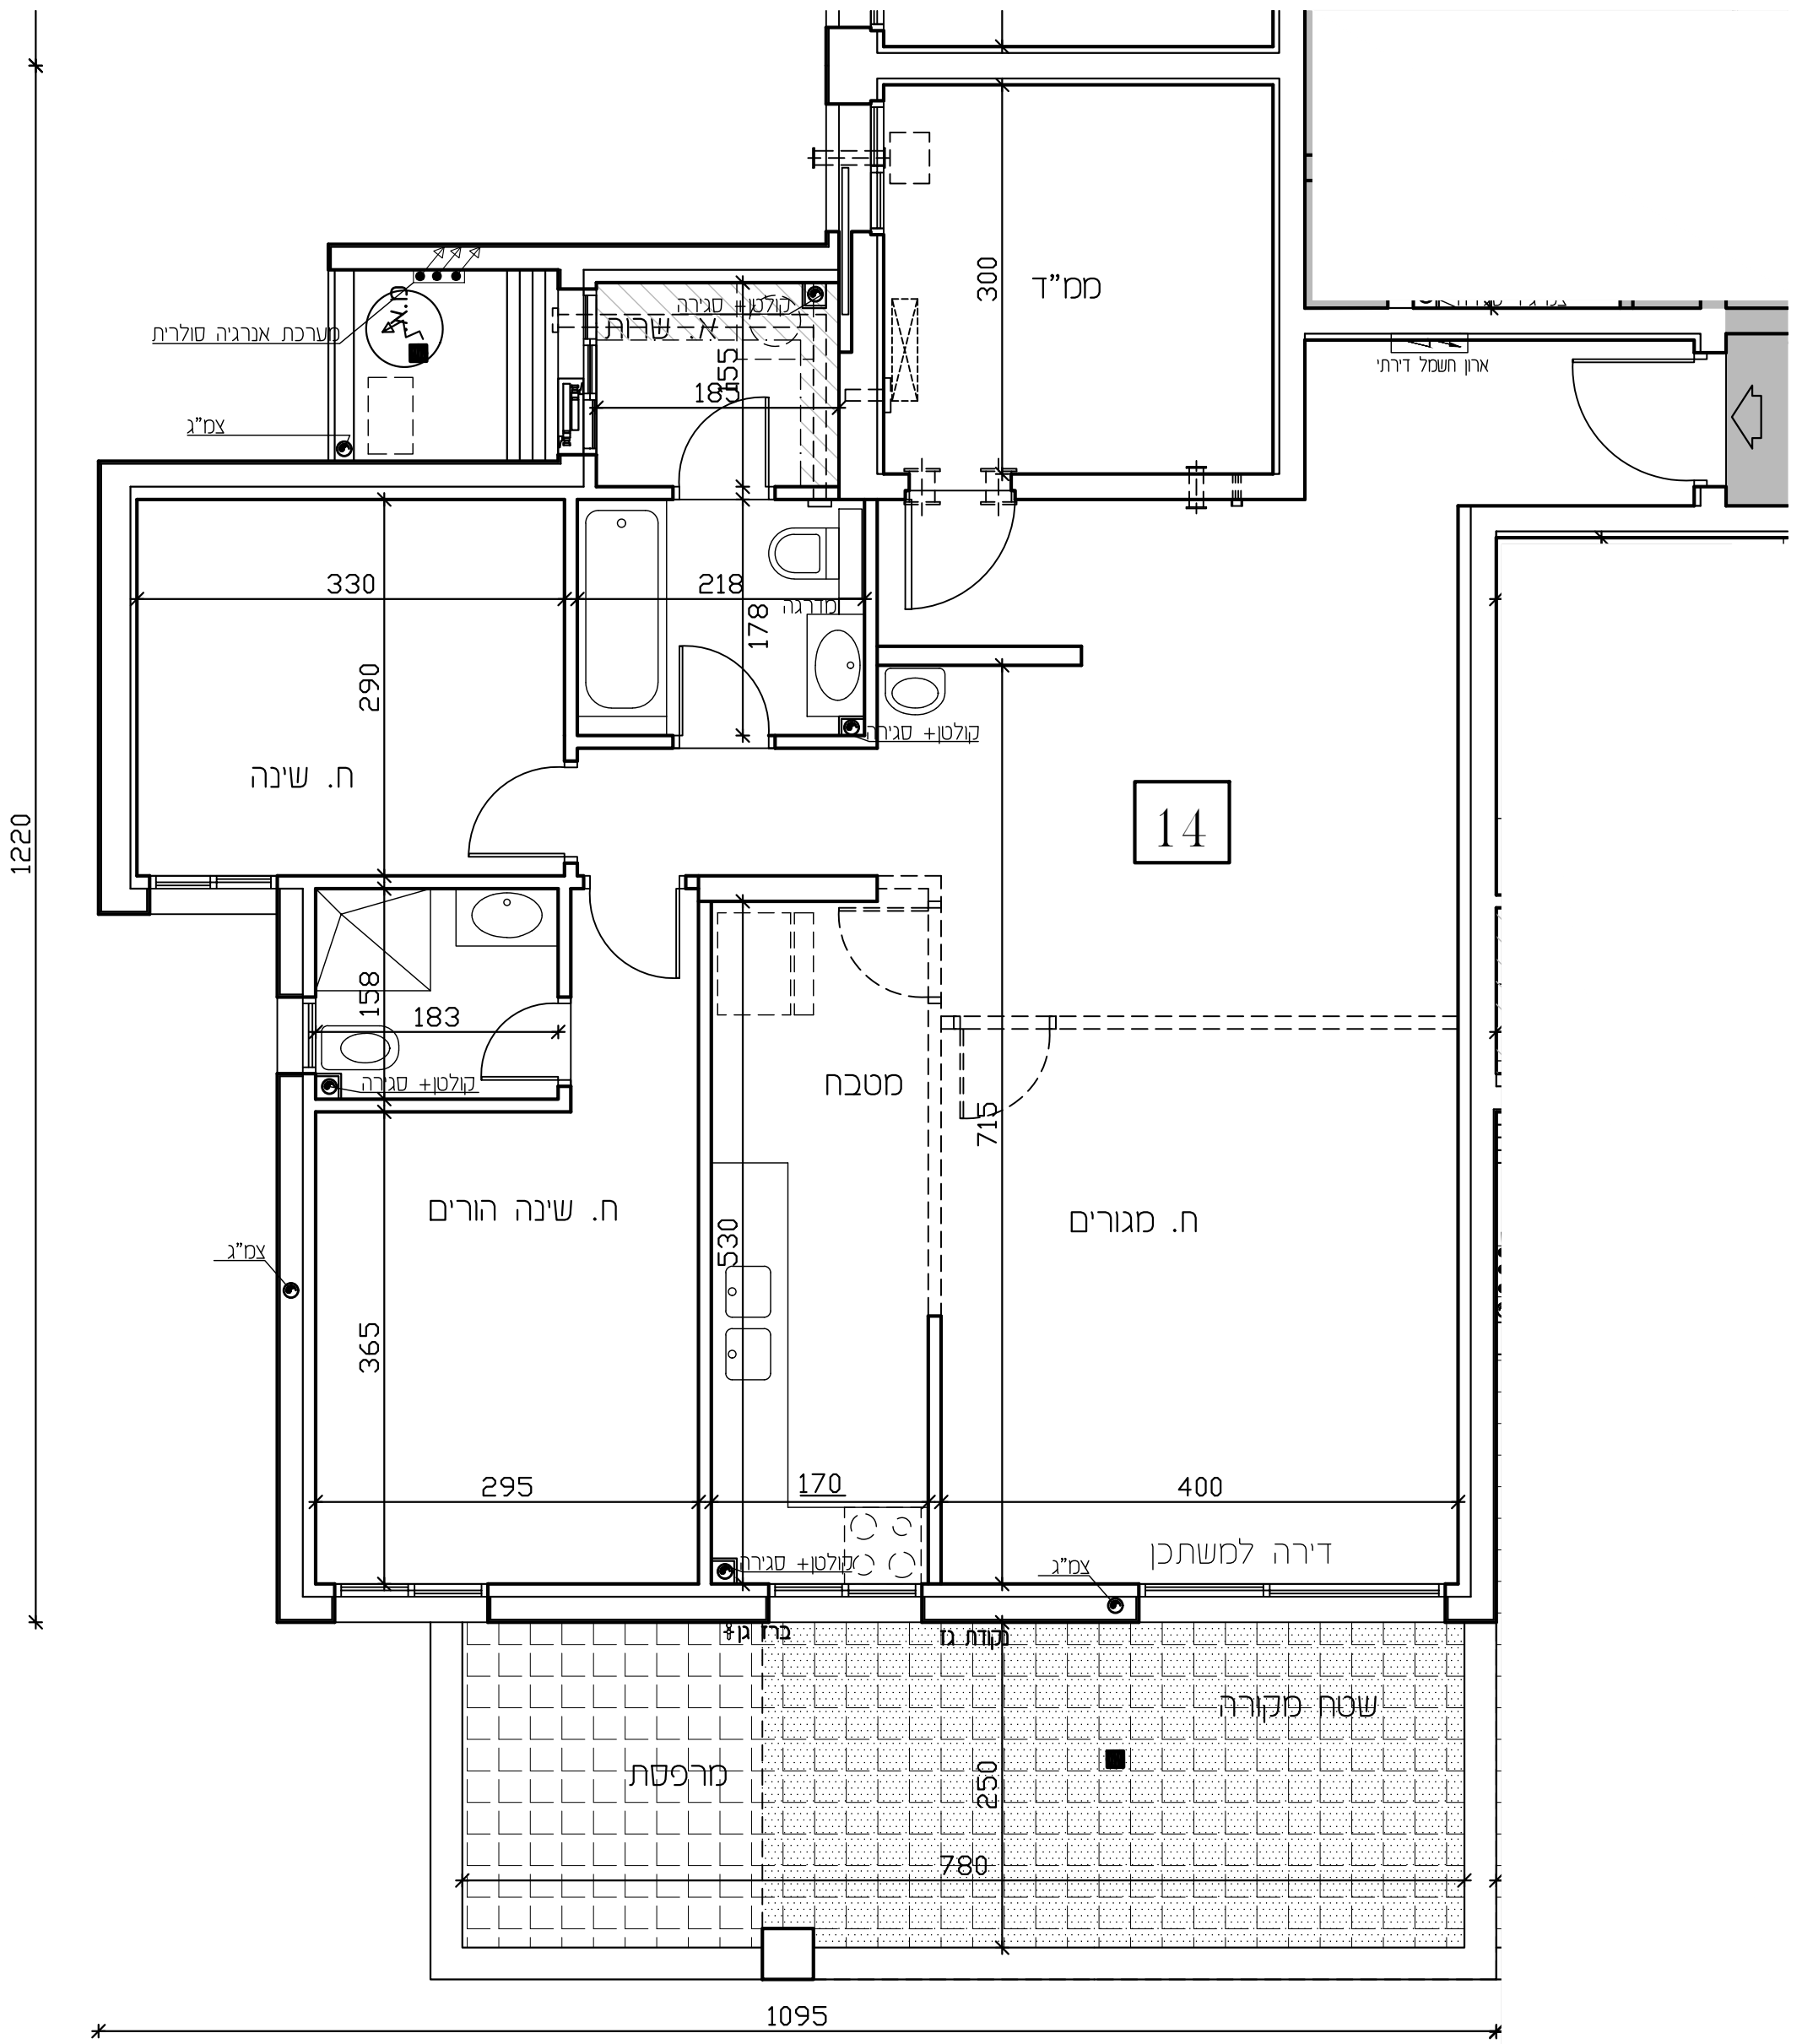 300
ממ"ד
ח.א.
קולטן+ סגירה
א. שרות
155
185
מערכת אנרגיה סולרית
צמ"ג
ארון חשמל דירתי
330
218
178
מדרגה
290
קולטן+ סגירה
ח. שינה
14
1220
158
183
קולטן+ סגירה
מטבח
715
ח. שינה הורים
ח. מגורים
530
צמ"ג
365
295
170
400
דירה למשתכן
קולטן+ סגירה
צמ"ג
ברז גן
נקודת גז
שטח מקורה
מרפסת
250
780
1095